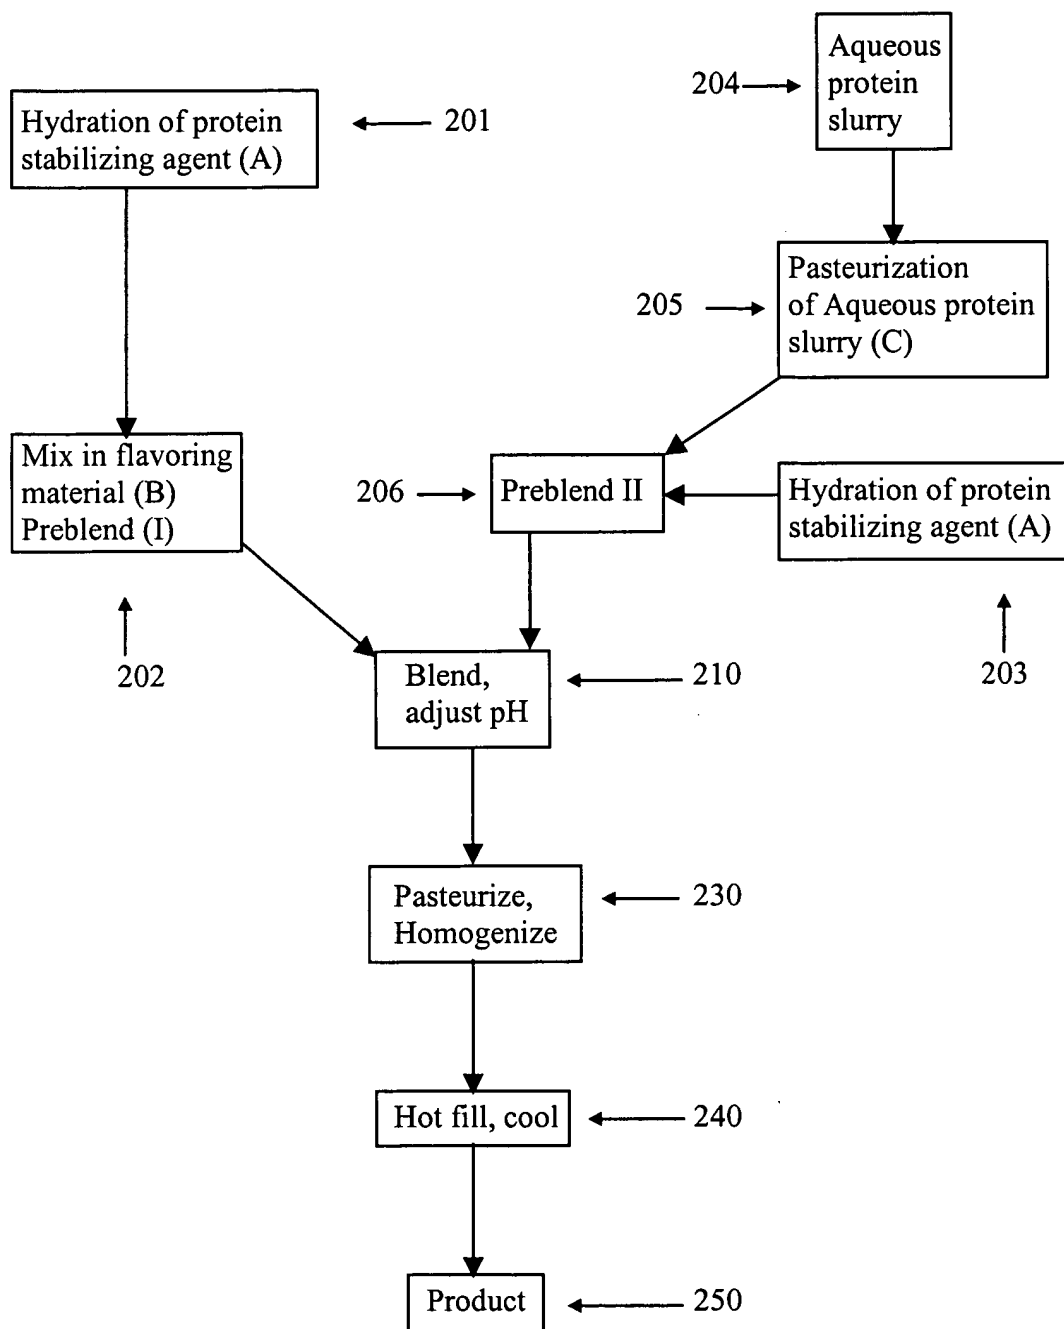 Aqueous
protein
slurry
204
Hydration of protein
stabilizing agent (A)
201
Pasteurization
of Aqueous protein
slurry (C)
205
Mix in flavoring
material (B)
Preblend (I)
206
Preblend II
Hydration of protein
stabilizing agent (A)
202
Blend,
adjust pH
210
203
Pasteurize,
Homogenize
230
Hot fill, cool
240
Product
250